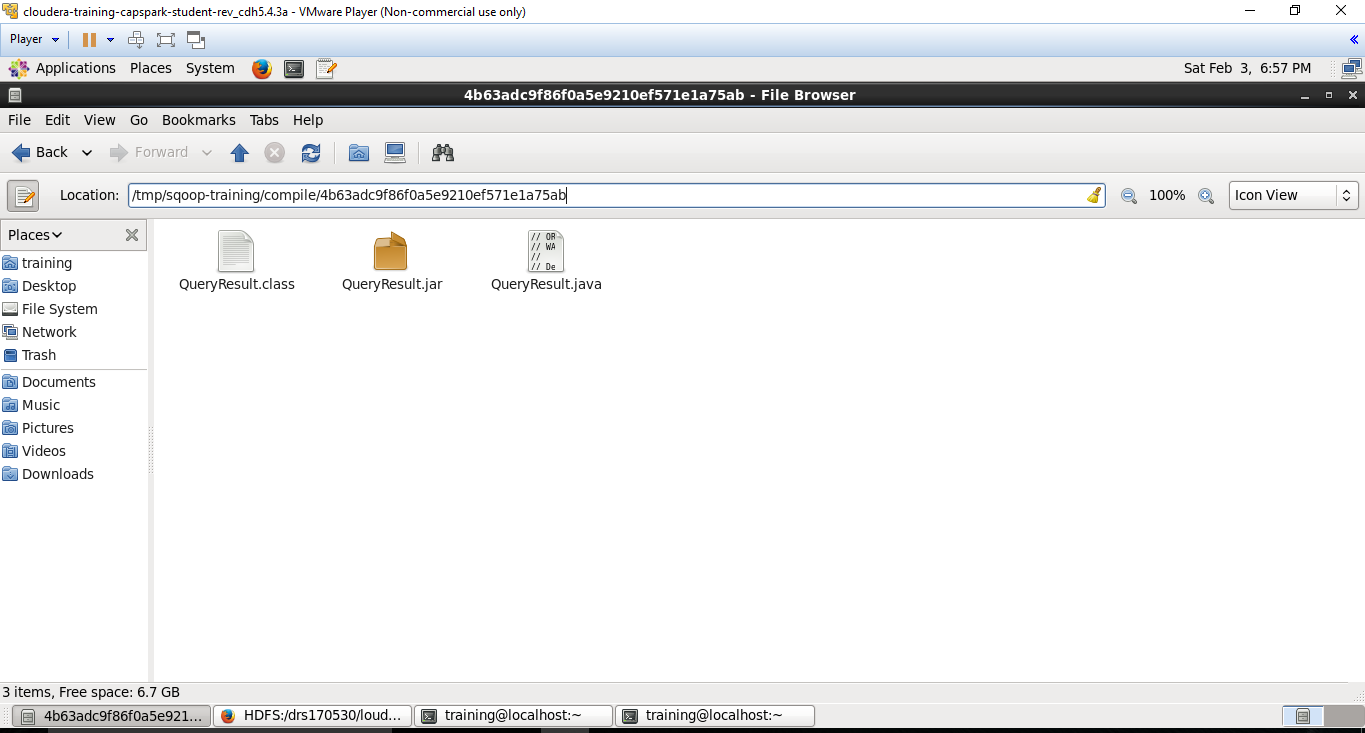 cloudera-training-capspark-student-rev_cdh5.4.3a - VMware Player (Non-commercial use only)
Player
Applications Places System Sat Feb 3, 6:57 PM
4b63adc9f86f0a5e9210ef571e1a75ab - File Browser
File Edit View Go Bookmarks Tabs Help
Back Forward
Location: /tmp/sqoop-training/compile/4b63adc9f86f0a5e9210ef571e1a75ab 100% Icon View
Places
training
Desktop
File System
Network
Trash
Documents
Music
Pictures
Videos
Downloads
// OR
// WA
//
// De
QueryResult.class QueryResult.jar QueryResult.java
3 items, Free space: 6.7 GB
4b63adc9f86f0a5e921... HDFS:/drs170530/loud... training@localhost:~ training@localhost:~